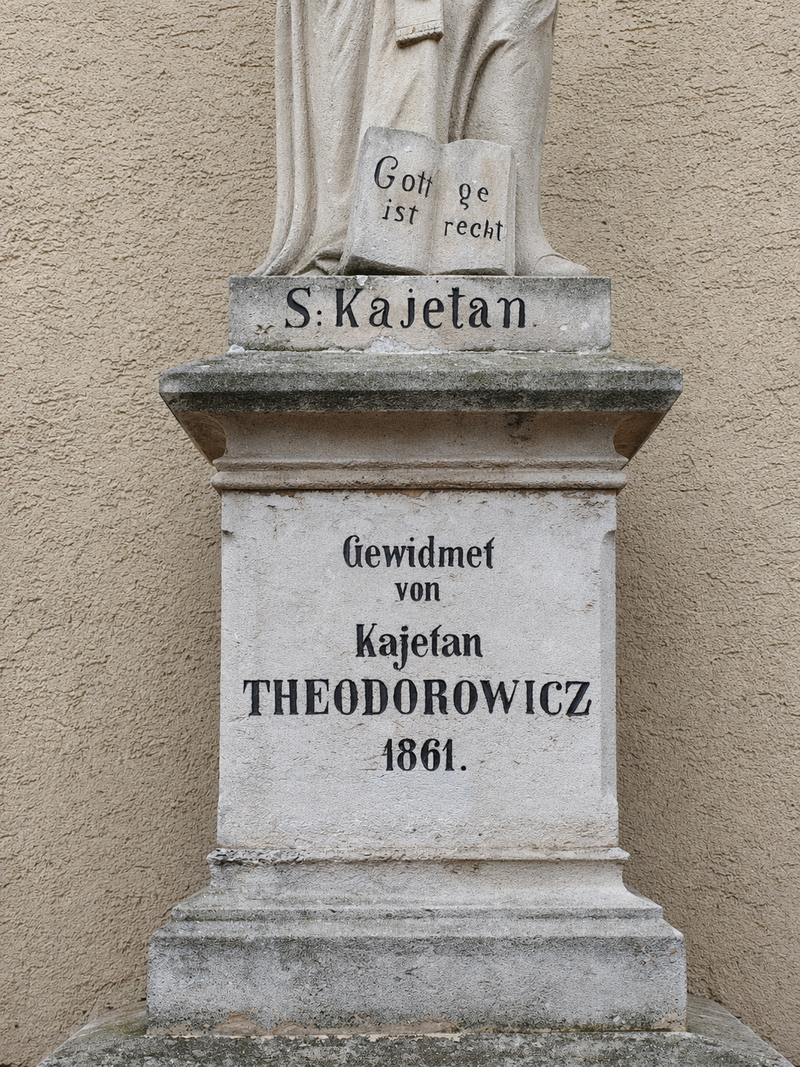 Gott ge
ist recht
S: Kajetan.
Gewidmet
von
Kajetan
THEODOROWICZ
1861.